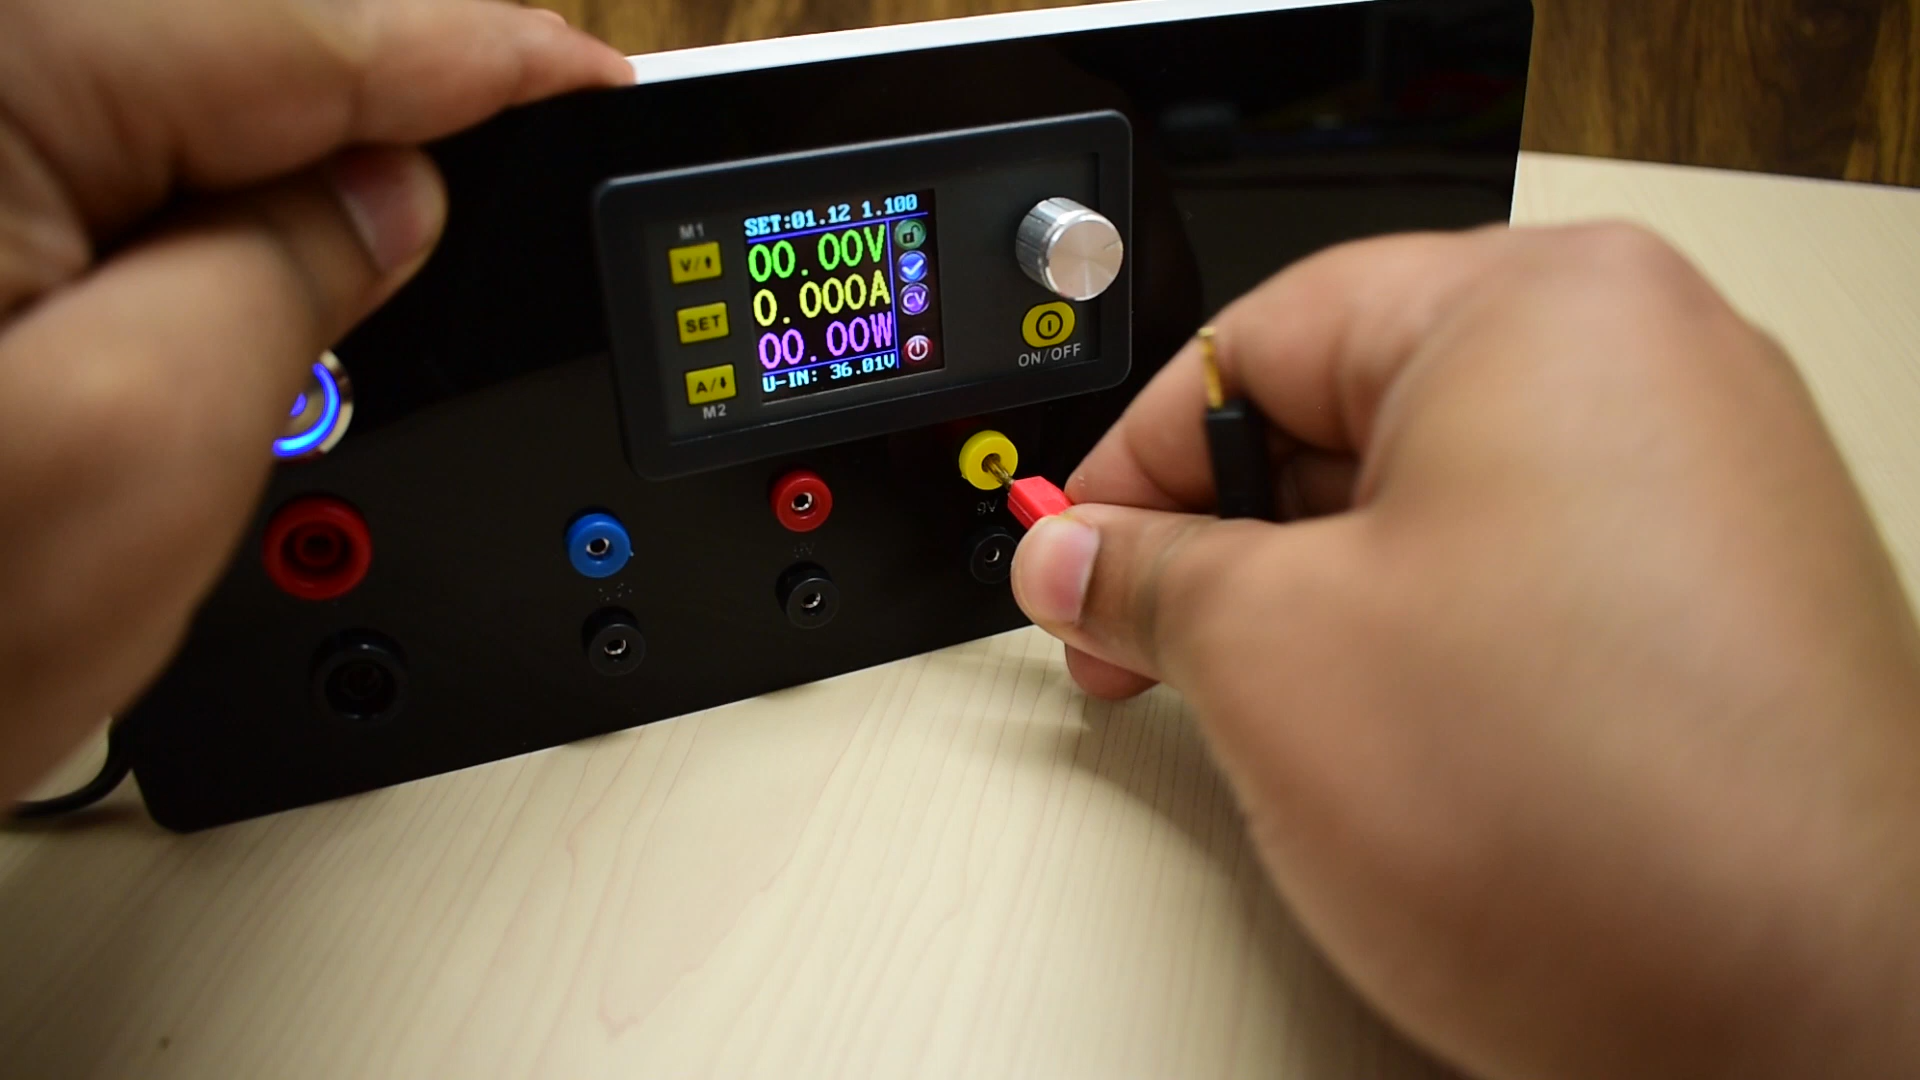 M1
V/⬆
SET
A/⬇
M2
SET:01.12 1.100
00.00V
0.000A
00.00W
U-IN: 36.01V
CV
ON/OFF